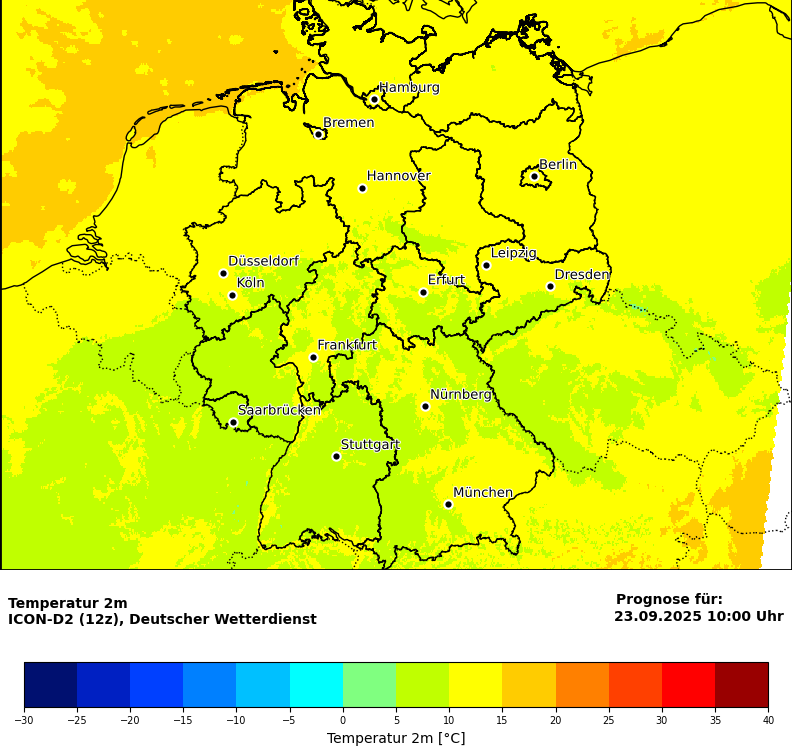 Hamburg
Bremen
Berlin
Hannover
Leipzig
Düsseldorf
Dresden
Erfurt
Köln
Frankfurt
Nürnberg
Saarbrücken
Stuttgart
München
Temperatur 2m
ICON-D2 (12z), Deutscher Wetterdienst
Prognose für:
23.09.2025 10:00 Uhr
−30 −25 −20 −15 −10 −5 0 5 10 15 20 25 30 35 40
Temperatur 2m [°C]